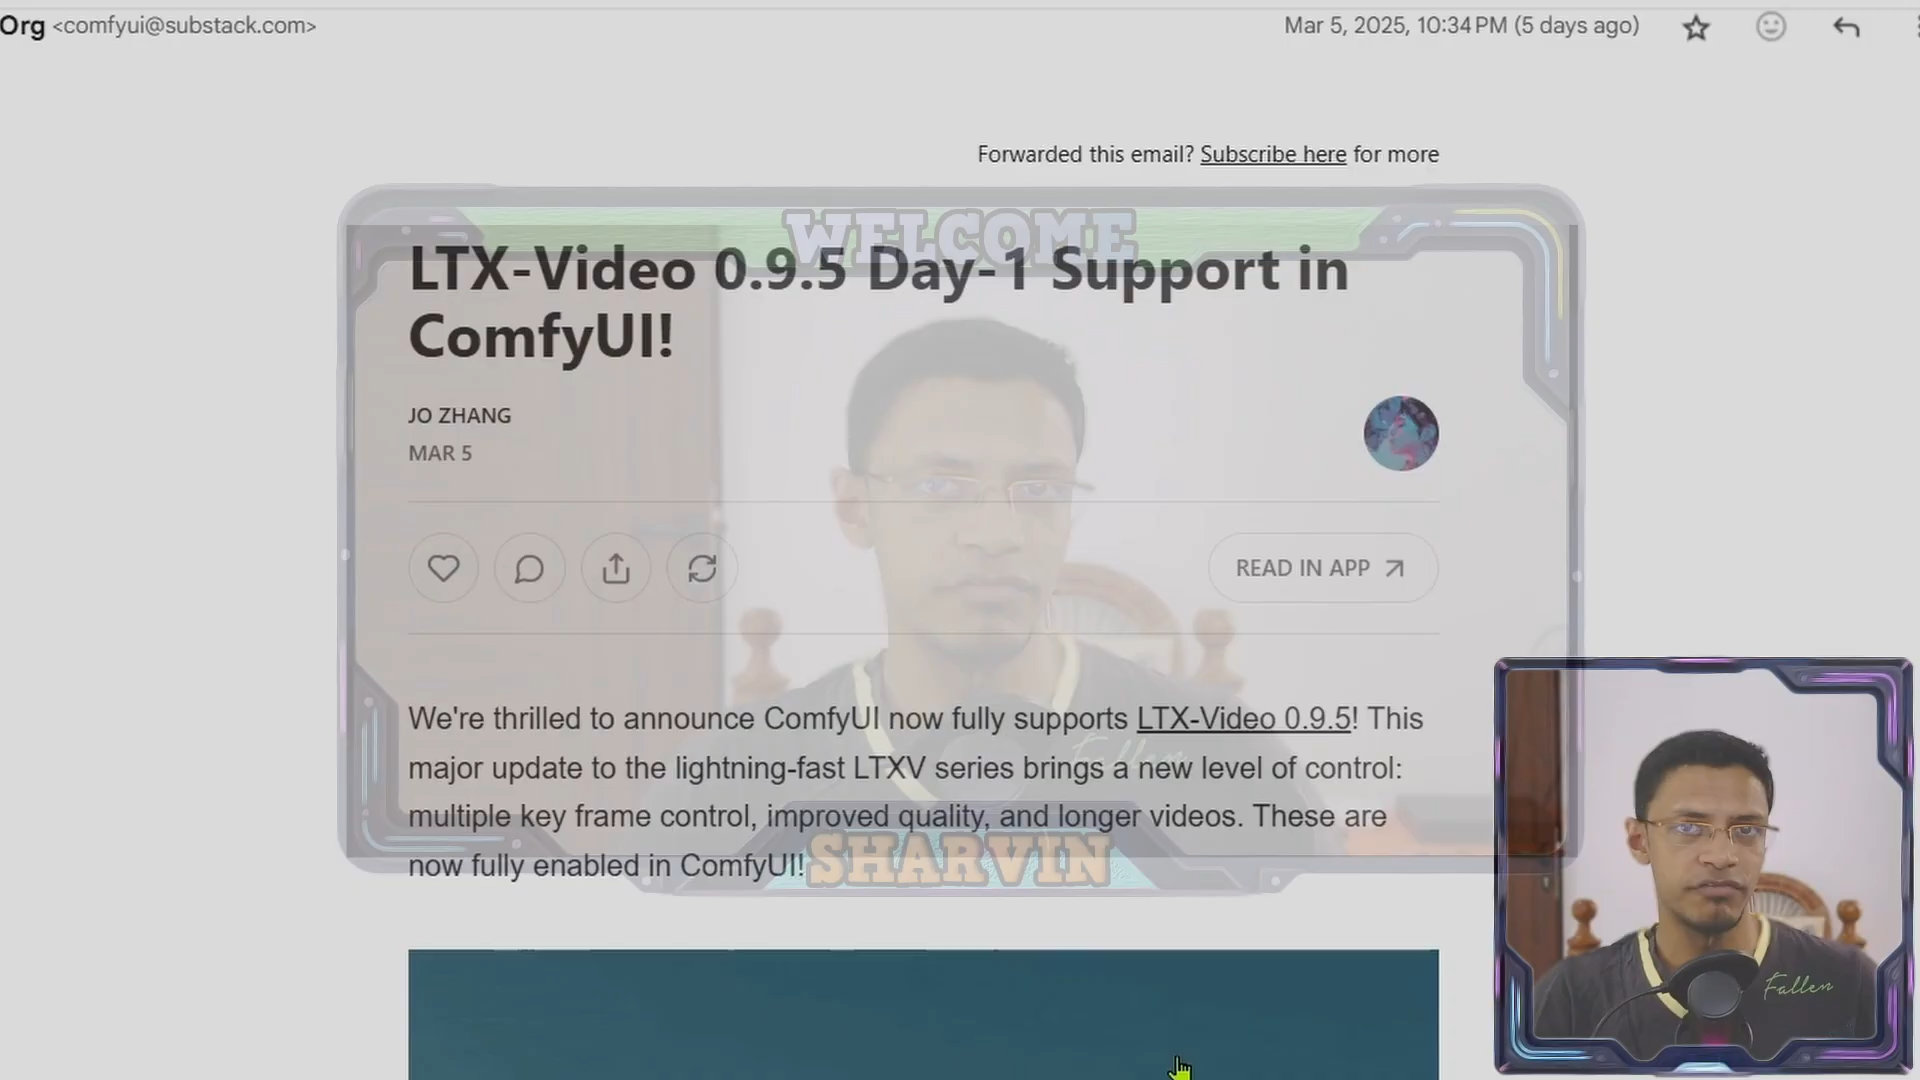 Org <comfyui@substack.com>
Mar 5, 2025, 10:34 PM (5 days ago)
Forwarded this email? Subscribe here for more
WELCOME
LTX-Video 0.9.5 Day-1 Support in
ComfyUI!
JO ZHANG
MAR 5
READ IN APP
We're thrilled to announce ComfyUI now fully supports LTX-Video 0.9.5! This
major update to the lightning-fast LTXV series brings a new level of control:
multiple key frame control, improved quality, and longer videos. These are
now fully enabled in ComfyUI!
SHARVIN
Fallen
Fallen